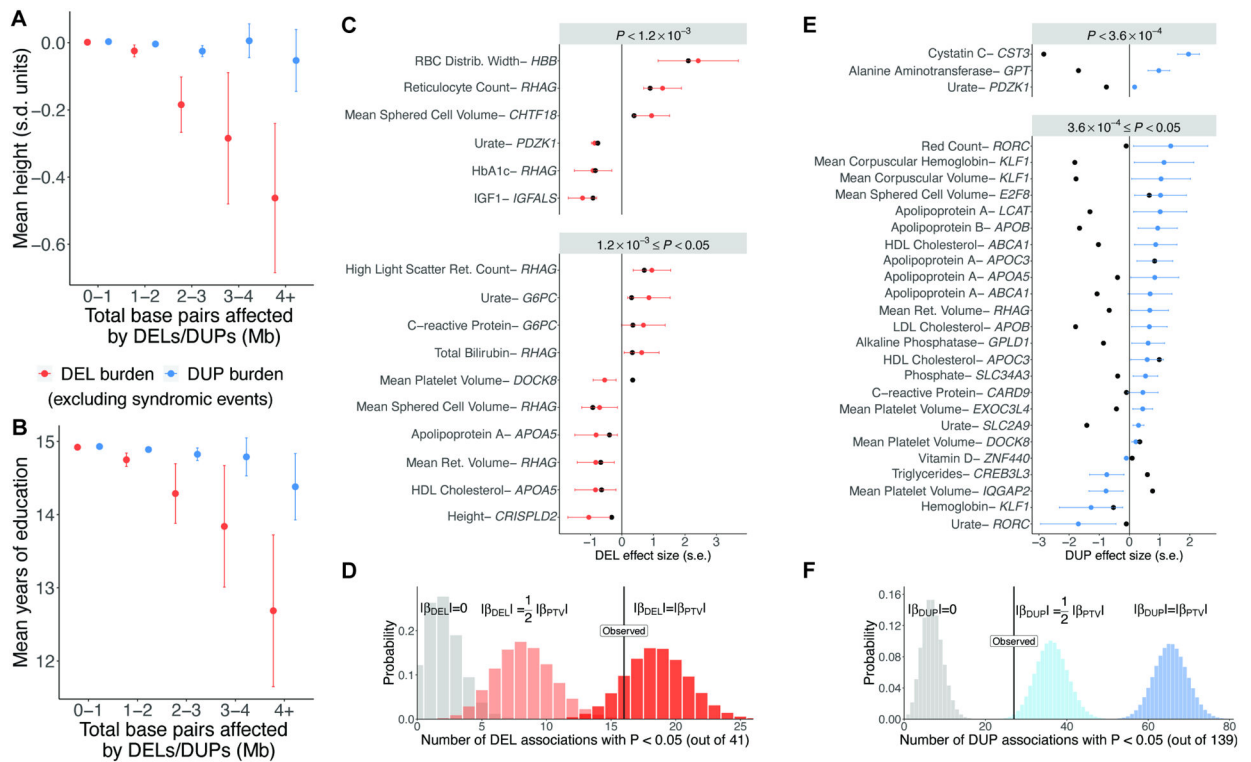 A
0.0
−0.2
−0.4
−0.6
Mean height (s.d. units)
0−1 1−2 2−3 3−4 4+
Total base pairs affected
by DELs/DUPs (Mb)
DEL burden DUP burden
(excluding syndromic events)
B
15
14
13
12
Mean years of education
0−1 1−2 2−3 3−4 4+
Total base pairs affected
by DELs/DUPs (Mb)
C
P < 1.2×10⁻³
RBC Distrib. Width− HBB
Reticulocyte Count− RHAG
Mean Sphered Cell Volume− CHTF18
Urate− PDZK1
HbA1c− RHAG
IGF1− IGFALS
1.2×10⁻³ ≤ P < 0.05
High Light Scatter Ret. Count− RHAG
Urate− G6PC
C−reactive Protein− G6PC
Total Bilirubin− RHAG
Mean Platelet Volume− DOCK8
Mean Sphered Cell Volume− RHAG
Apolipoprotein A− APOA5
Mean Ret. Volume− RHAG
HDL Cholesterol− APOA5
Height− CRISPLD2
−1 0 1 2 3
DEL effect size (s.e.)
D
|βDEL|=0 |βDEL|=1/2 |βPTV| |βDEL|=|βPTV|
Observed
0.2
0.1
0.0
Probability
0 5 10 15 20 25
Number of DEL associations with P < 0.05 (out of 41)
E
P < 3.6×10⁻⁴
Cystatin C− CST3
Alanine Aminotransferase− GPT
Urate− PDZK1
3.6×10⁻⁴ ≤ P < 0.05
Red Count− RORC
Mean Corpuscular Hemoglobin− KLF1
Mean Corpuscular Volume− KLF1
Mean Sphered Cell Volume− E2F8
Apolipoprotein A− LCAT
Apolipoprotein B− APOB
HDL Cholesterol− ABCA1
Apolipoprotein A− APOC3
Apolipoprotein A− APOA5
Apolipoprotein A− ABCA1
Mean Ret. Volume− RHAG
LDL Cholesterol− APOB
Alkaline Phosphatase− GPLD1
HDL Cholesterol− APOC3
Phosphate− SLC34A3
C−reactive Protein− CARD9
Mean Platelet Volume− EXOC3L4
Urate− SLC2A9
Mean Platelet Volume− DOCK8
Vitamin D− ZNF440
Triglycerides− CREB3L3
Mean Platelet Volume− IQGAP2
Hemoglobin− KLF1
Urate− RORC
−3 −2 −1 0 1 2
DUP effect size (s.e.)
F
|βDUP|=0 |βDUP|=1/2 |βPTV| |βDUP|=|βPTV|
Observed
0.16
0.12
0.08
0.04
0.00
Probability
0 20 40 60 80
Number of DUP associations with P < 0.05 (out of 139)